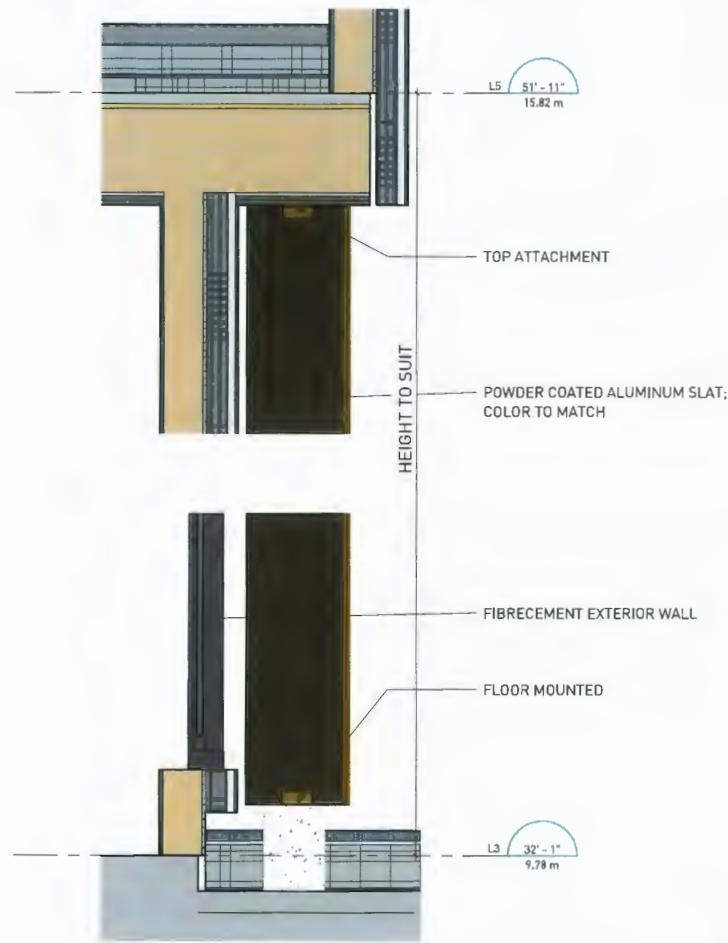 L5 51' - 11"
15.82 m
TOP ATTACHMENT
HEIGHT TO SUIT
POWDER COATED ALUMINUM SLAT;
COLOR TO MATCH
FIBRECEMENT EXTERIOR WALL
FLOOR MOUNTED
L3 32' - 1"
9.78 m